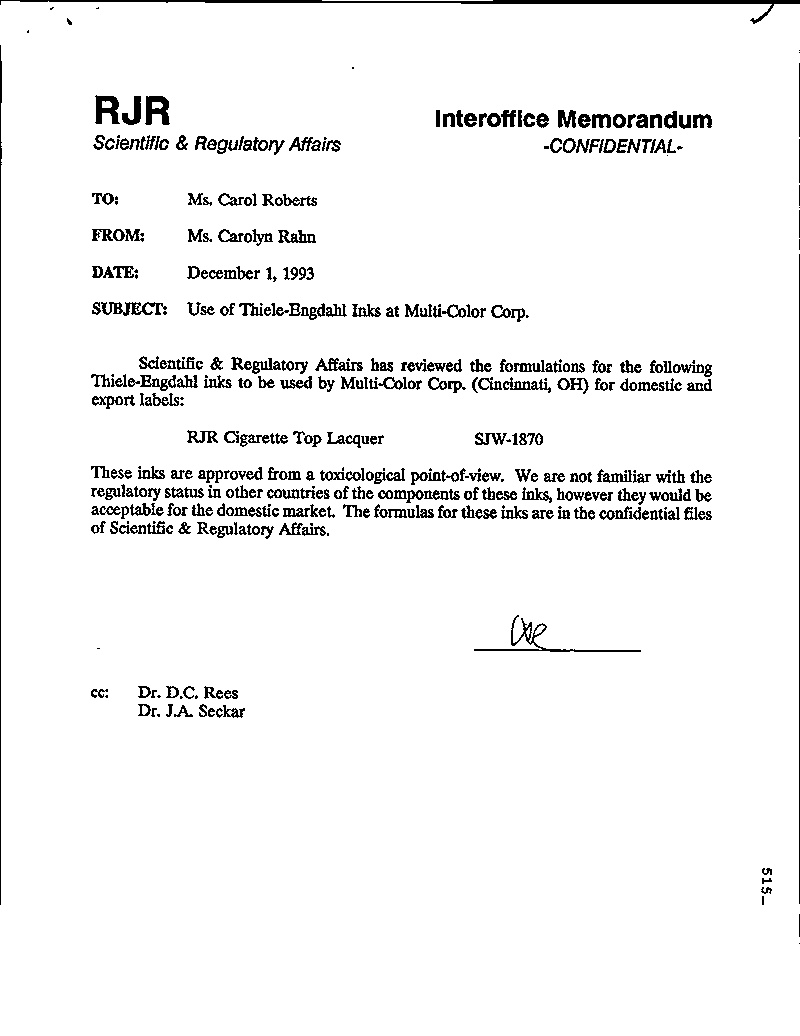 RJR
Scientific & Regulatory Affairs
Interoffice Memorandum
-CONFIDENTIAL-
TO: Ms. Carol Roberts
FROM: Ms. Carolyn Rahn
DATE: December 1, 1993
SUBJECT: Use of Thiele-Engdahl Inks at Multi-Color Corp.
Scientific & Regulatory Affairs has reviewed the formulations for the following
Thiele-Engdahl inks to be used by Multi-Color Corp. (Cincinnati, OH) for domestic and
export labels:
RJR Cigarette Top Lacquer SJW-1870
These inks are approved from a toxicological point-of-view. We are not familiar with the
regulatory status in other countries of the components of these inks, however they would be
acceptable for the domestic market. The formulas for these inks are in the confidential files
of Scientific & Regulatory Affairs.
cc: Dr. D.C. Rees
Dr. J.A. Seckar
515